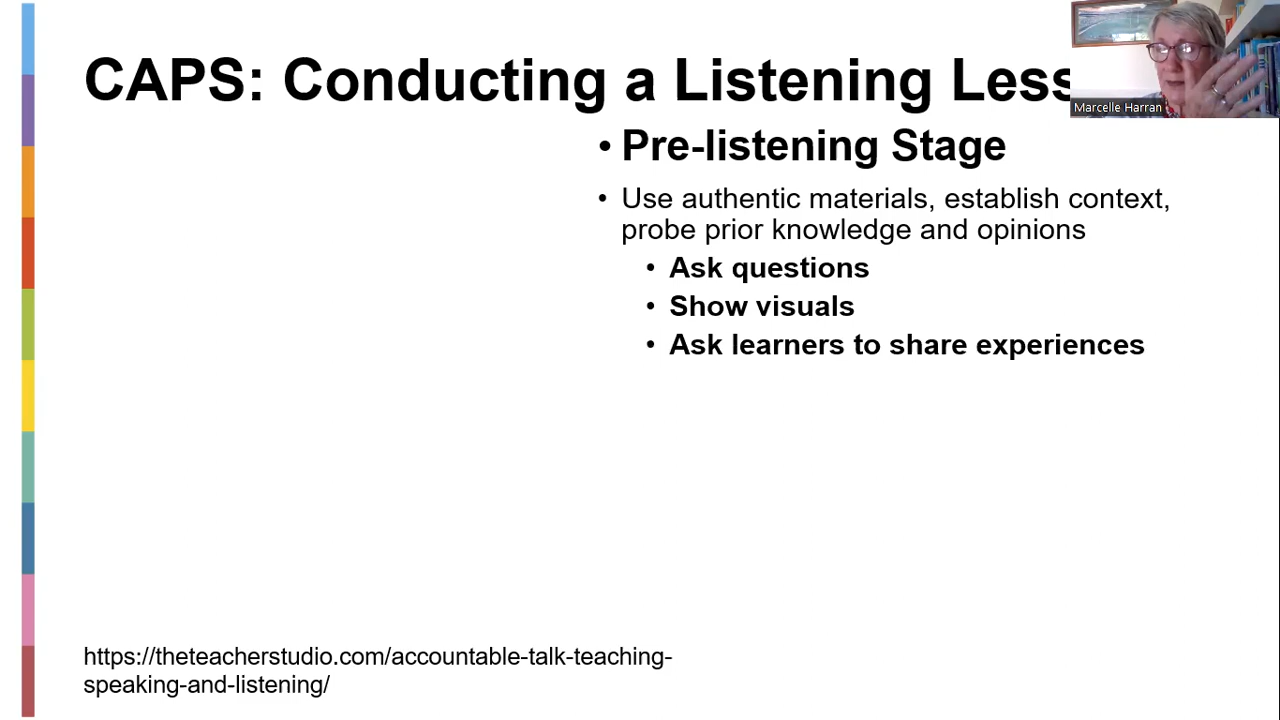 CAPS: Conducting a Listening Less
Marcelle Harran
• Pre-listening Stage
• Use authentic materials, establish context,
probe prior knowledge and opinions
• Ask questions
• Show visuals
• Ask learners to share experiences
https://theteacherstudio.com/accountable-talk-teaching-
speaking-and-listening/